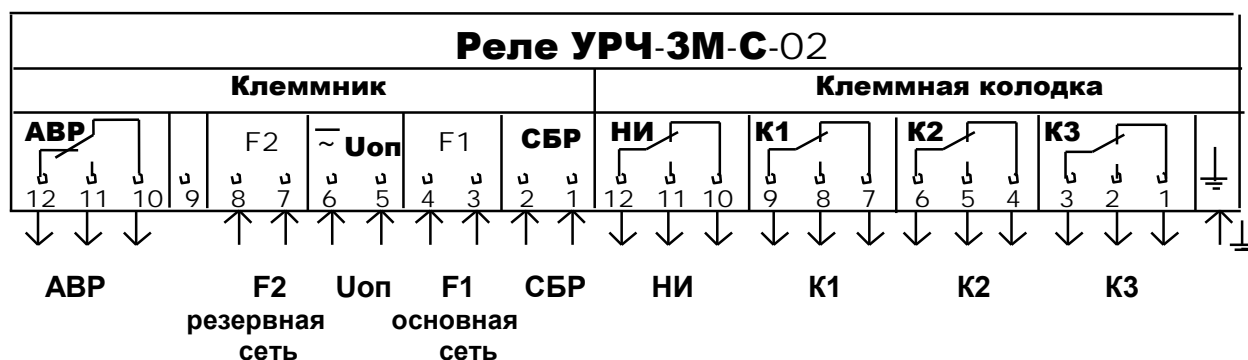 Реле УРЧ-3М-С-02
Клеммник Клеммная колодка
АВР F2 ~ Uоп F1 СБР НИ К1 К2 К3
12 11 10 9 8 7 6 5 4 3 2 1 12 11 10 9 8 7 6 5 4 3 2 1
АВР F2 Uоп F1 СБР НИ К1 К2 К3
резервная основная
сеть сеть